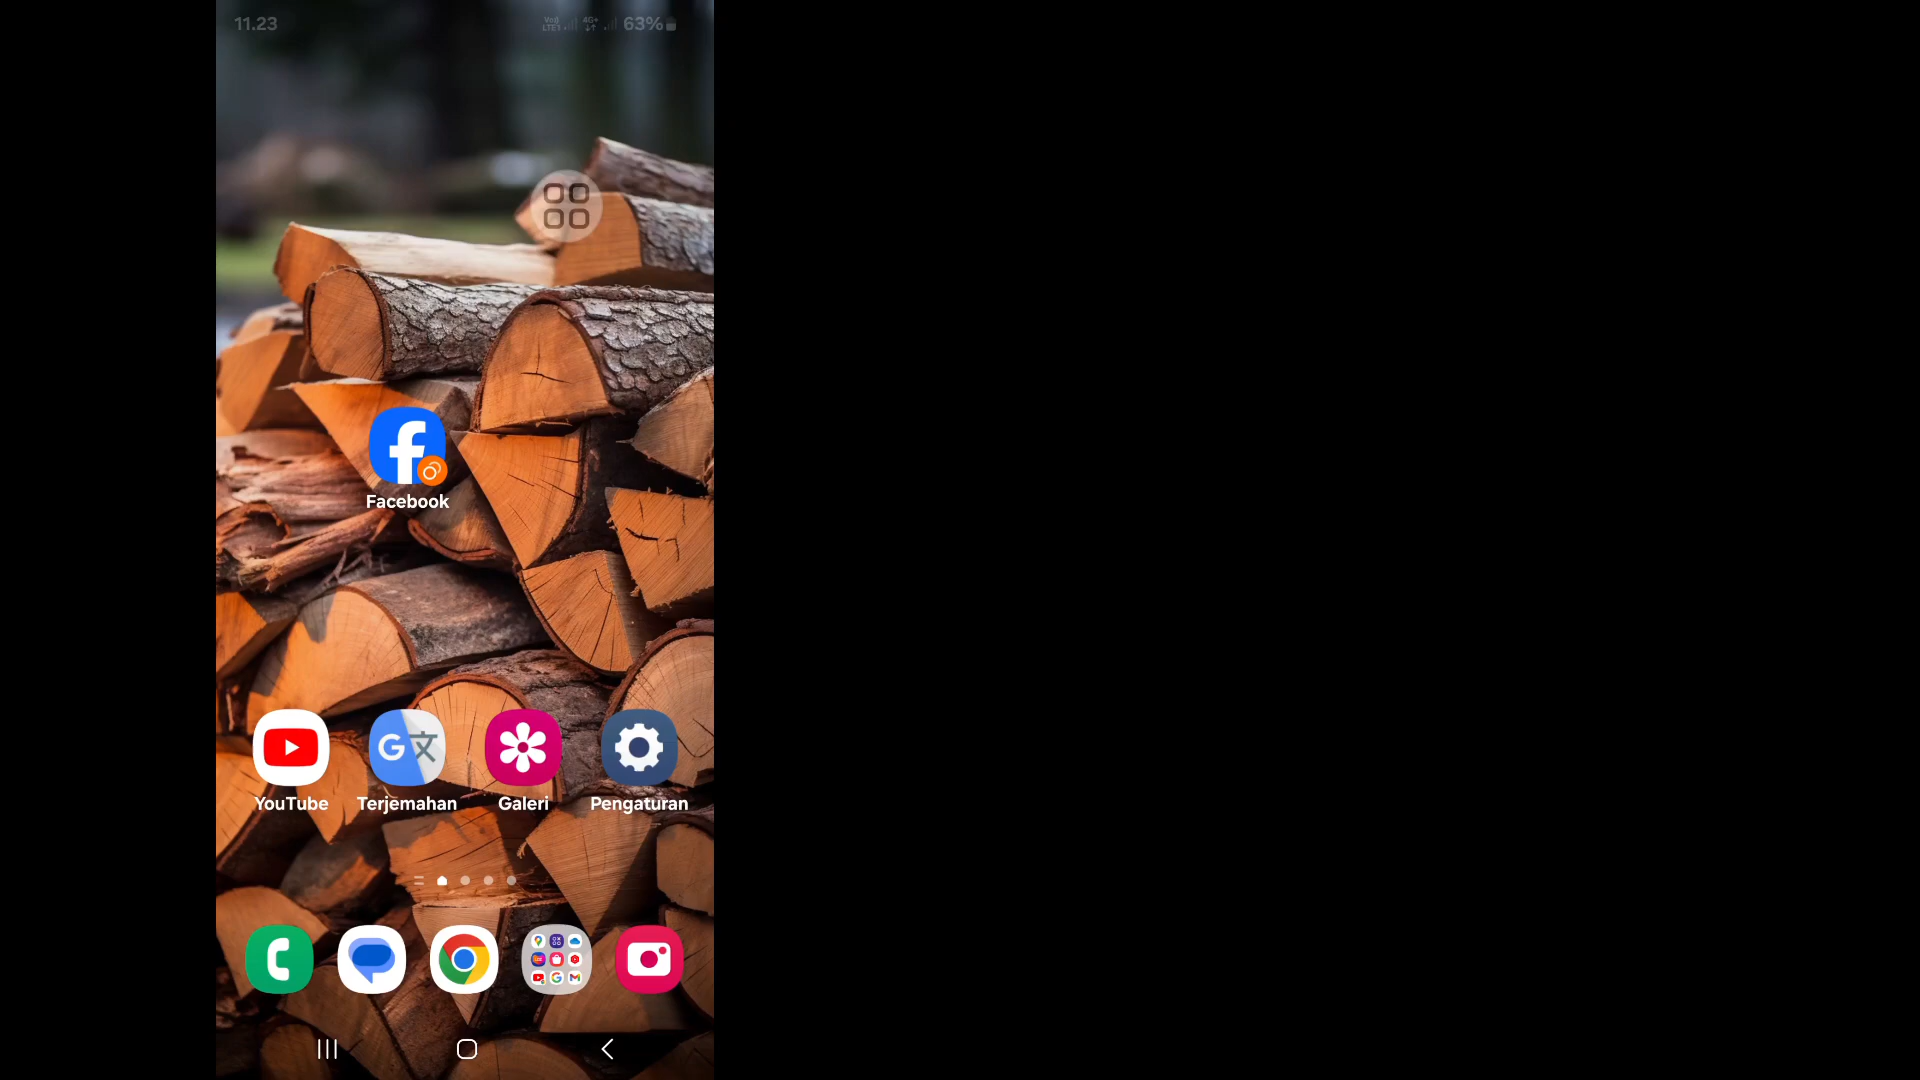 11.23
63%
Facebook
YouTube
Terjemahan
Galeri
Pengaturan